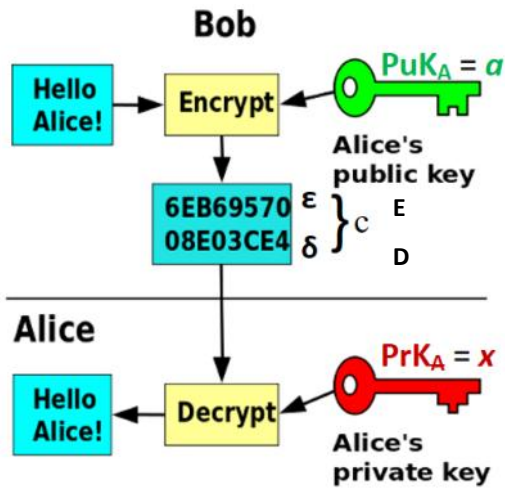 Bob
Hello
Alice!
Encrypt
PuKA = a
Alice's
public key
6EB69570 ε } c E
08E03CE4 δ D
Alice
PrKA = x
Hello
Alice!
Decrypt
Alice's
private key